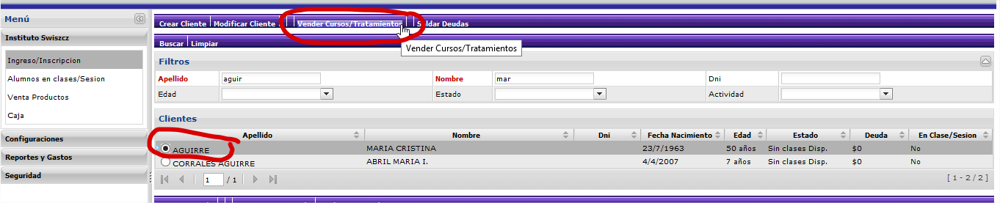 Menú
Instituto Swiszcz
Ingreso/Inscripcion
Alumnos en clases/Sesion
Venta Productos
Caja
Configuraciones
Reportes y Gastos
Seguridad
Crear Cliente Modificar Cliente Vender Cursos/Tratamientos Saldar Deudas
Buscar Limpiar
Vender Cursos/Tratamientos
Filtros
Apellido aguir Nombre mar Dni
Edad Estado Actividad
Clientes
Apellido Nombre Dni Fecha Nacimiento Edad Estado Deuda En Clase/Sesion
AGUIRRE MARIA CRISTINA 23/7/1963 50 años Sin clases Disp. $0 No
CORRALES AGUIRRE ABRIL MARIA I. 4/4/2007 7 años Sin clases Disp. $0 No
1 / 1 [ 1 - 2 / 2 ]